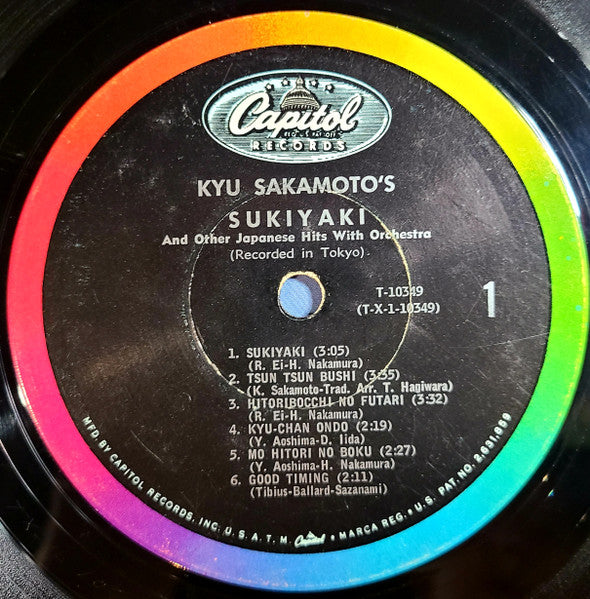 Capitol
RECORDS
KYU SAKAMOTO'S
SUKIYAKI
And Other Japanese Hits With Orchestra
(Recorded in Tokyo)
T-10349
(T-X-1-10349)
1
1. SUKIYAKI (3:05)
(R. Ei-H. Nakamura)
2. TSUN TSUN BUSHI (3:35)
(K. Sakamoto-Trad. Arr. T. Hagiwara)
3. HITORIBOCCHI NO FUTARI (3:32)
(R. Ei-H. Nakamura)
4. KYU-CHAN ONDO (2:19)
(Y. Aoshima-D. Iida)
5. MO HITORI NO BOKU (2:27)
(Y. Aoshima-H. Nakamura)
6. GOOD TIMING (2:11)
(Tibius-Ballard-Sazanami)
MFD BY CAPITOL RECORDS, INC. U.S.A. T.M. Capitol • MARCA REG. • U.S. PAT. NO. 2,631,859